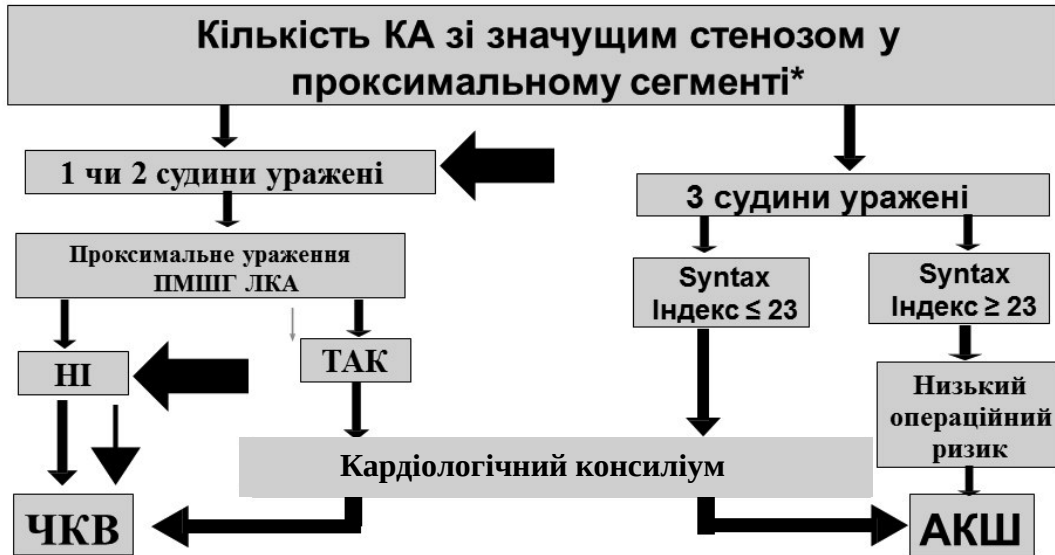 Кількість КА зі значущим стенозом у
проксимальному сегменті*
1 чи 2 судини уражені
3 судини уражені
Проксимальне ураження
ПМШГ ЛКА
Syntax
Індекс ≤ 23
Syntax
Індекс ≥ 23
НІ
ТАК
Низький
операційний
ризик
Кардіологічний консиліум
ЧКВ
АКШ